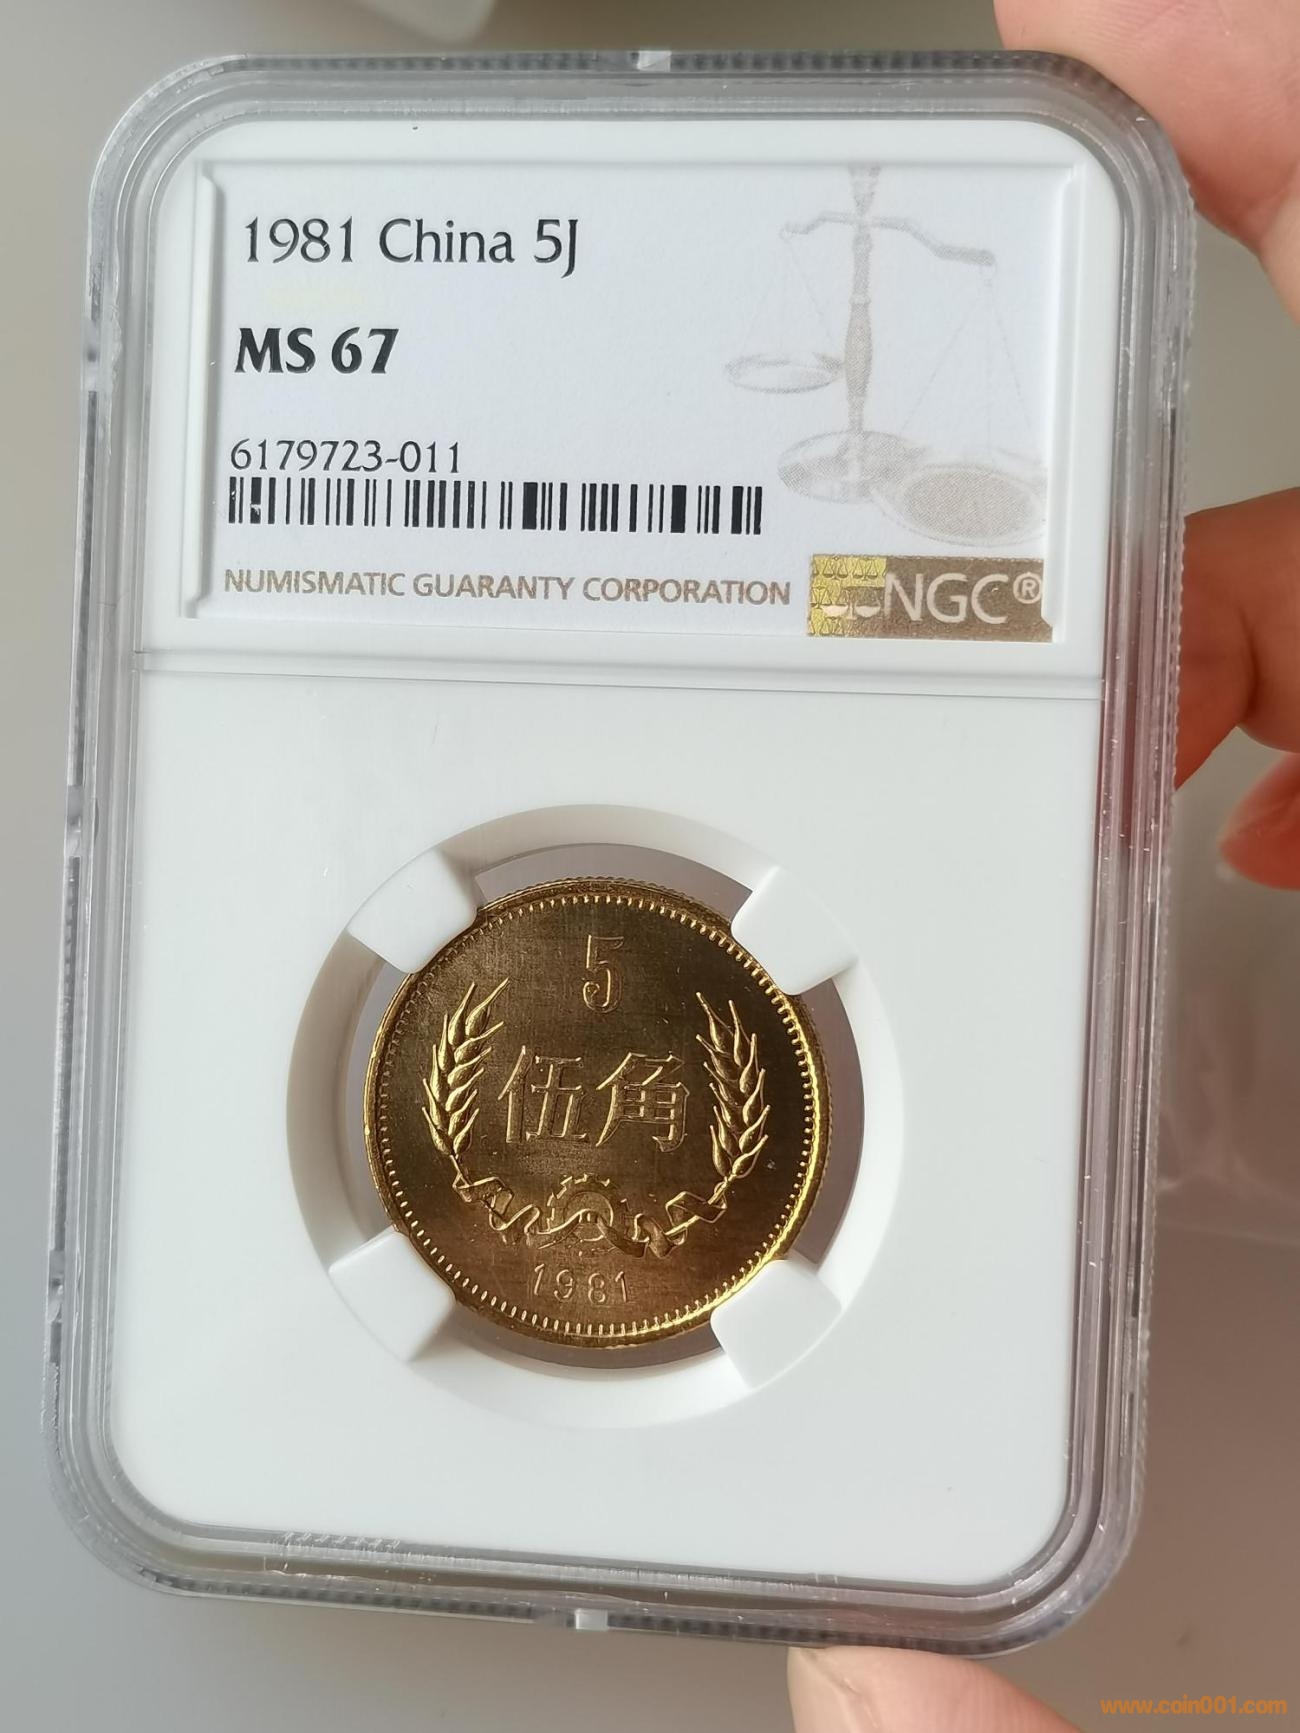 1981 China 5J
MS 67
6179723-011
NUMISMATIC GUARANTY CORPORATION
NGC®
5
伍角
1981
www.coin001.com